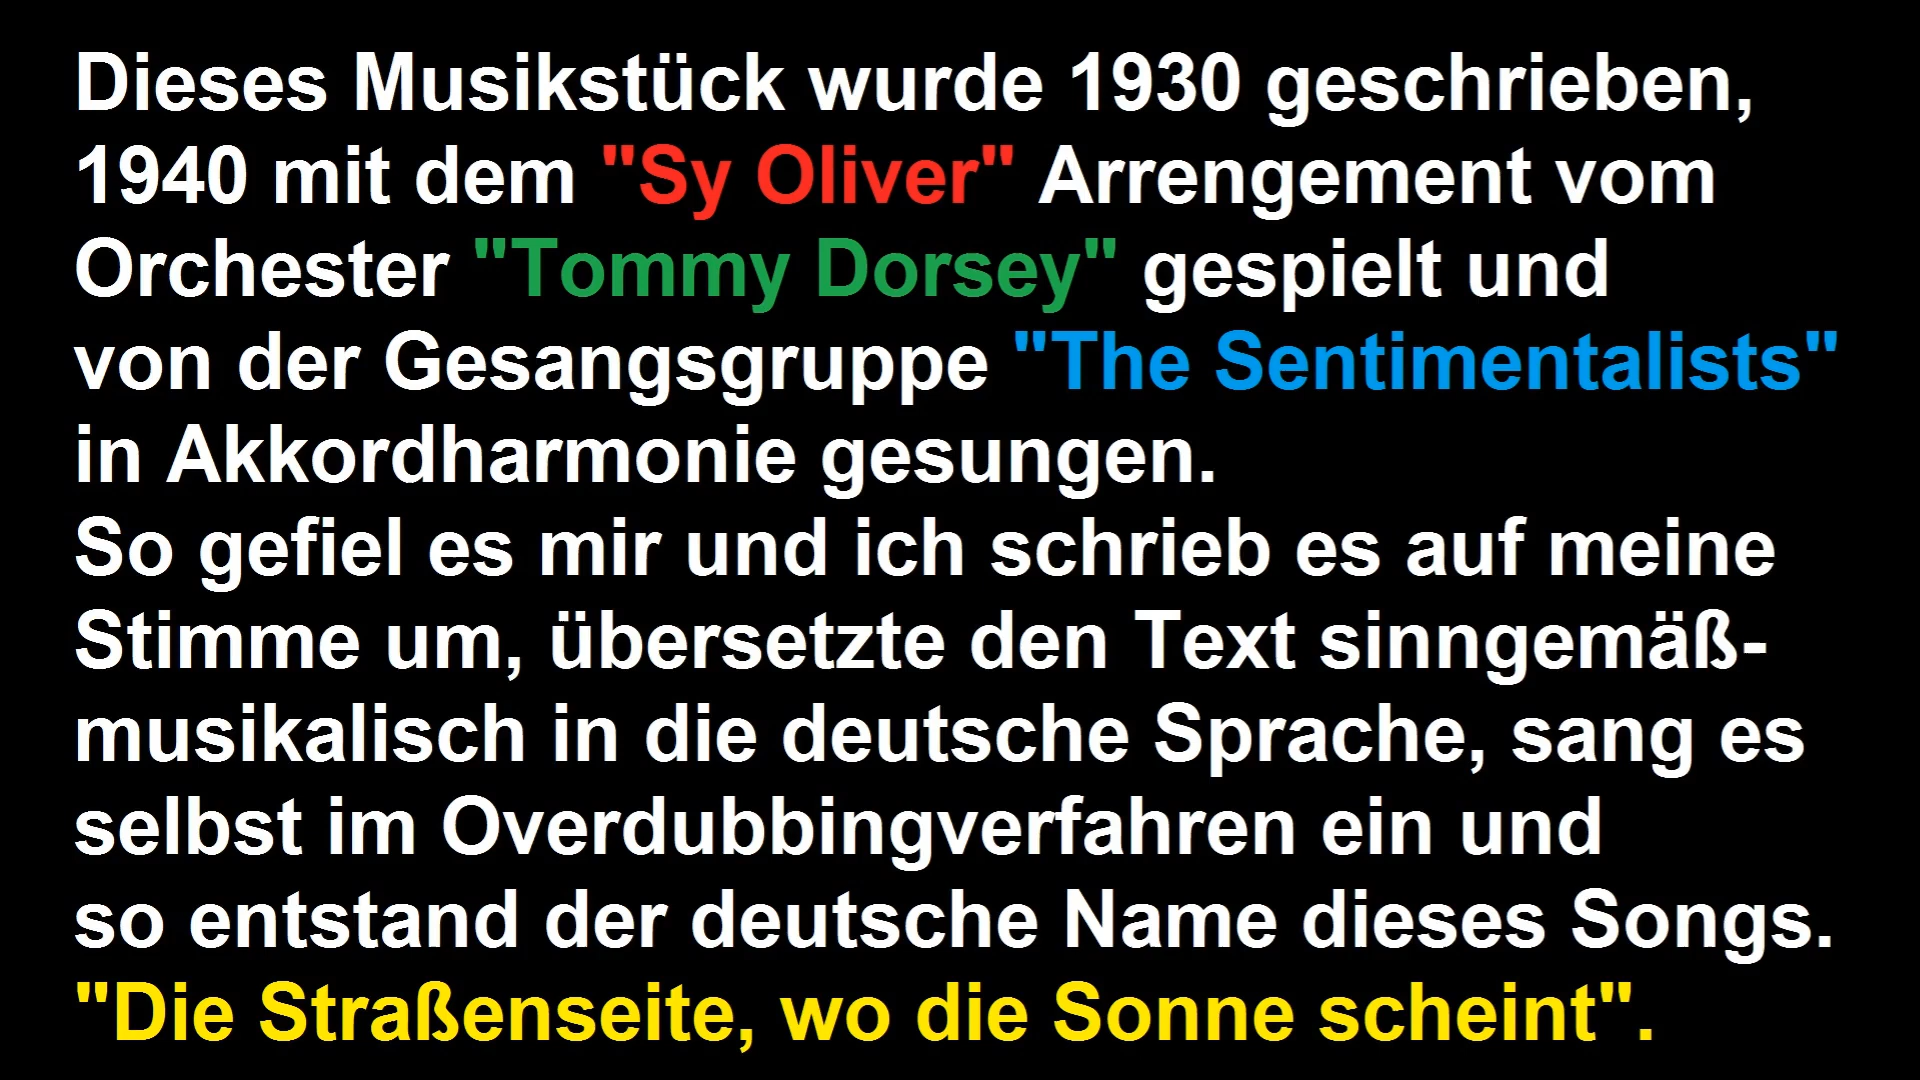 Dieses Musikstück wurde 1930 geschrieben,
1940 mit dem "Sy Oliver" Arrengement vom
Orchester "Tommy Dorsey" gespielt und
von der Gesangsgruppe "The Sentimentalists"
in Akkordharmonie gesungen.
So gefiel es mir und ich schrieb es auf meine
Stimme um, übersetzte den Text sinngemäß-
musikalisch in die deutsche Sprache, sang es
selbst im Overdubbingverfahren ein und
so entstand der deutsche Name dieses Songs.
"Die Straßenseite, wo die Sonne scheint".